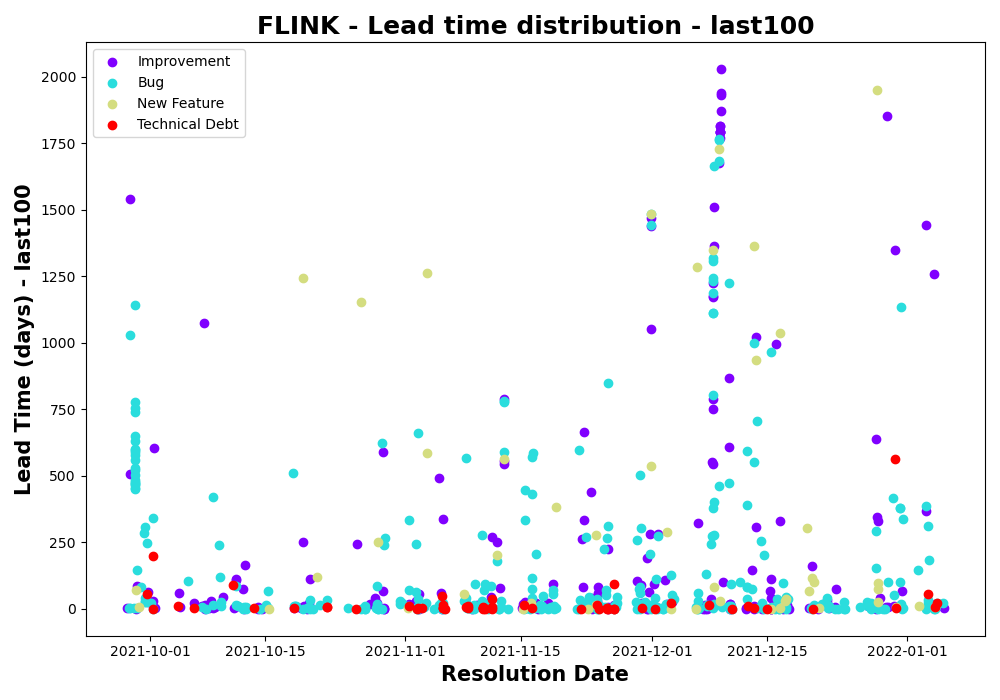 FLINK - Lead time distribution - last100
Improvement
Bug
New Feature
Technical Debt
Lead Time (days) - last100
2000
1750
1500
1250
1000
750
500
250
0
2021-10-01
2021-10-15
2021-11-01
2021-11-15
2021-12-01
2021-12-15
2022-01-01
Resolution Date